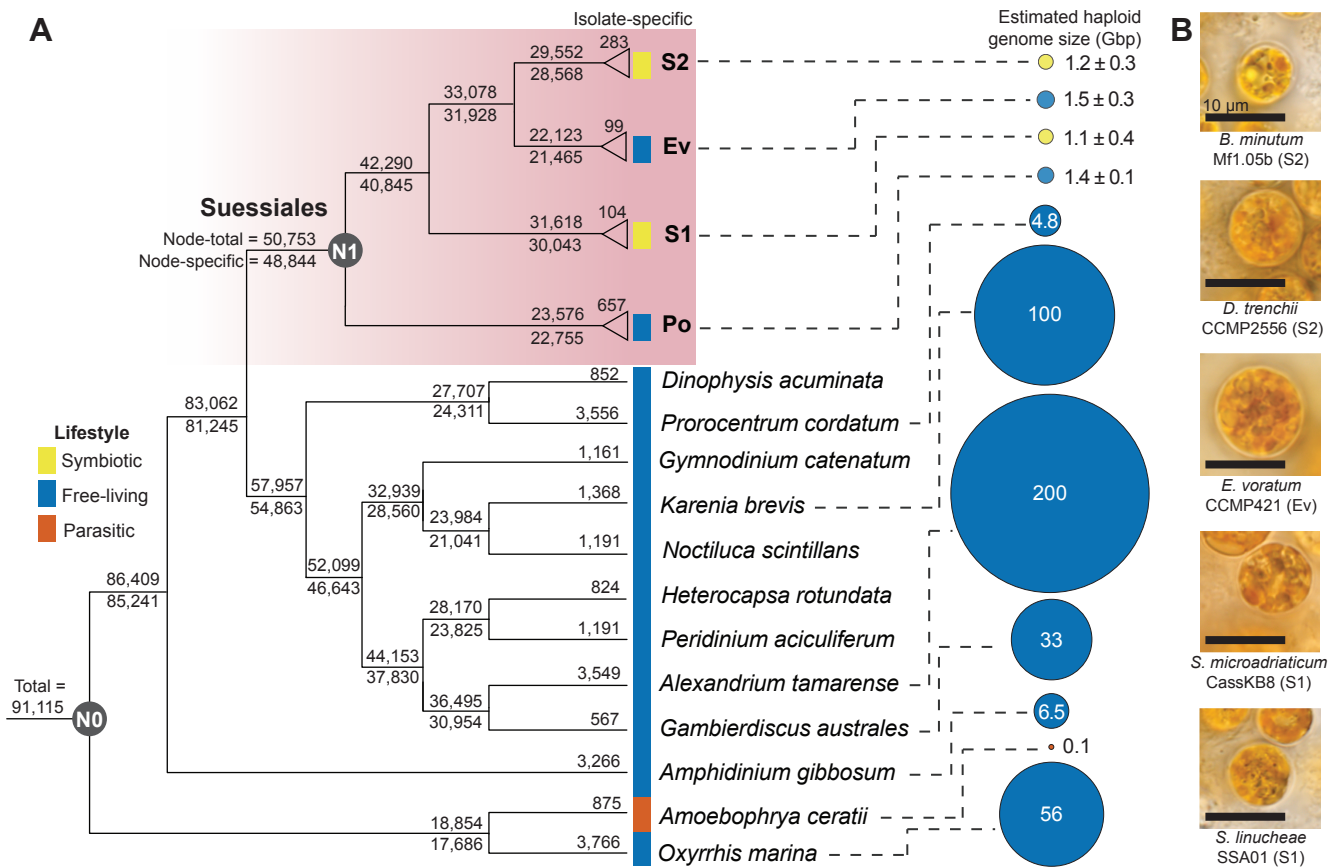 A
Isolate-specific
Estimated haploid
genome size (Gbp)
B
29,552
28,568
283
S2
1.2 ± 0.3
33,078
31,928
1.5 ± 0.3
22,123
21,465
99
Ev
1.1 ± 0.4
42,290
40,845
1.4 ± 0.1
Suessiales
Node-total = 50,753
Node-specific = 48,844
N1
31,618
30,043
104
S1
4.8
23,576
22,755
657
Po
100
83,062
81,245
27,707
24,311
852
Dinophysis acuminata
3,556
Prorocentrum cordatum
Lifestyle
Symbiotic
Free-living
Parasitic
57,957
54,863
32,939
28,560
1,161
Gymnodinium catenatum
23,984
21,041
1,368
Karenia brevis
200
1,191
Noctiluca scintillans
52,099
46,643
86,409
85,241
28,170
23,825
824
Heterocapsa rotundata
1,191
Peridinium aciculiferum
33
44,153
37,830
36,495
30,954
3,549
Alexandrium tamarense
567
Gambierdiscus australes
6.5
Total =
91,115
N0
3,266
Amphidinium gibbosum
0.1
18,854
17,686
875
Amoebophrya ceratii
56
3,766
Oxyrrhis marina
10 µm
B. minutum
Mf1.05b (S2)
D. trenchii
CCMP2556 (S2)
E. voratum
CCMP421 (Ev)
S. microadriaticum
CassKB8 (S1)
S. linucheae
SSA01 (S1)